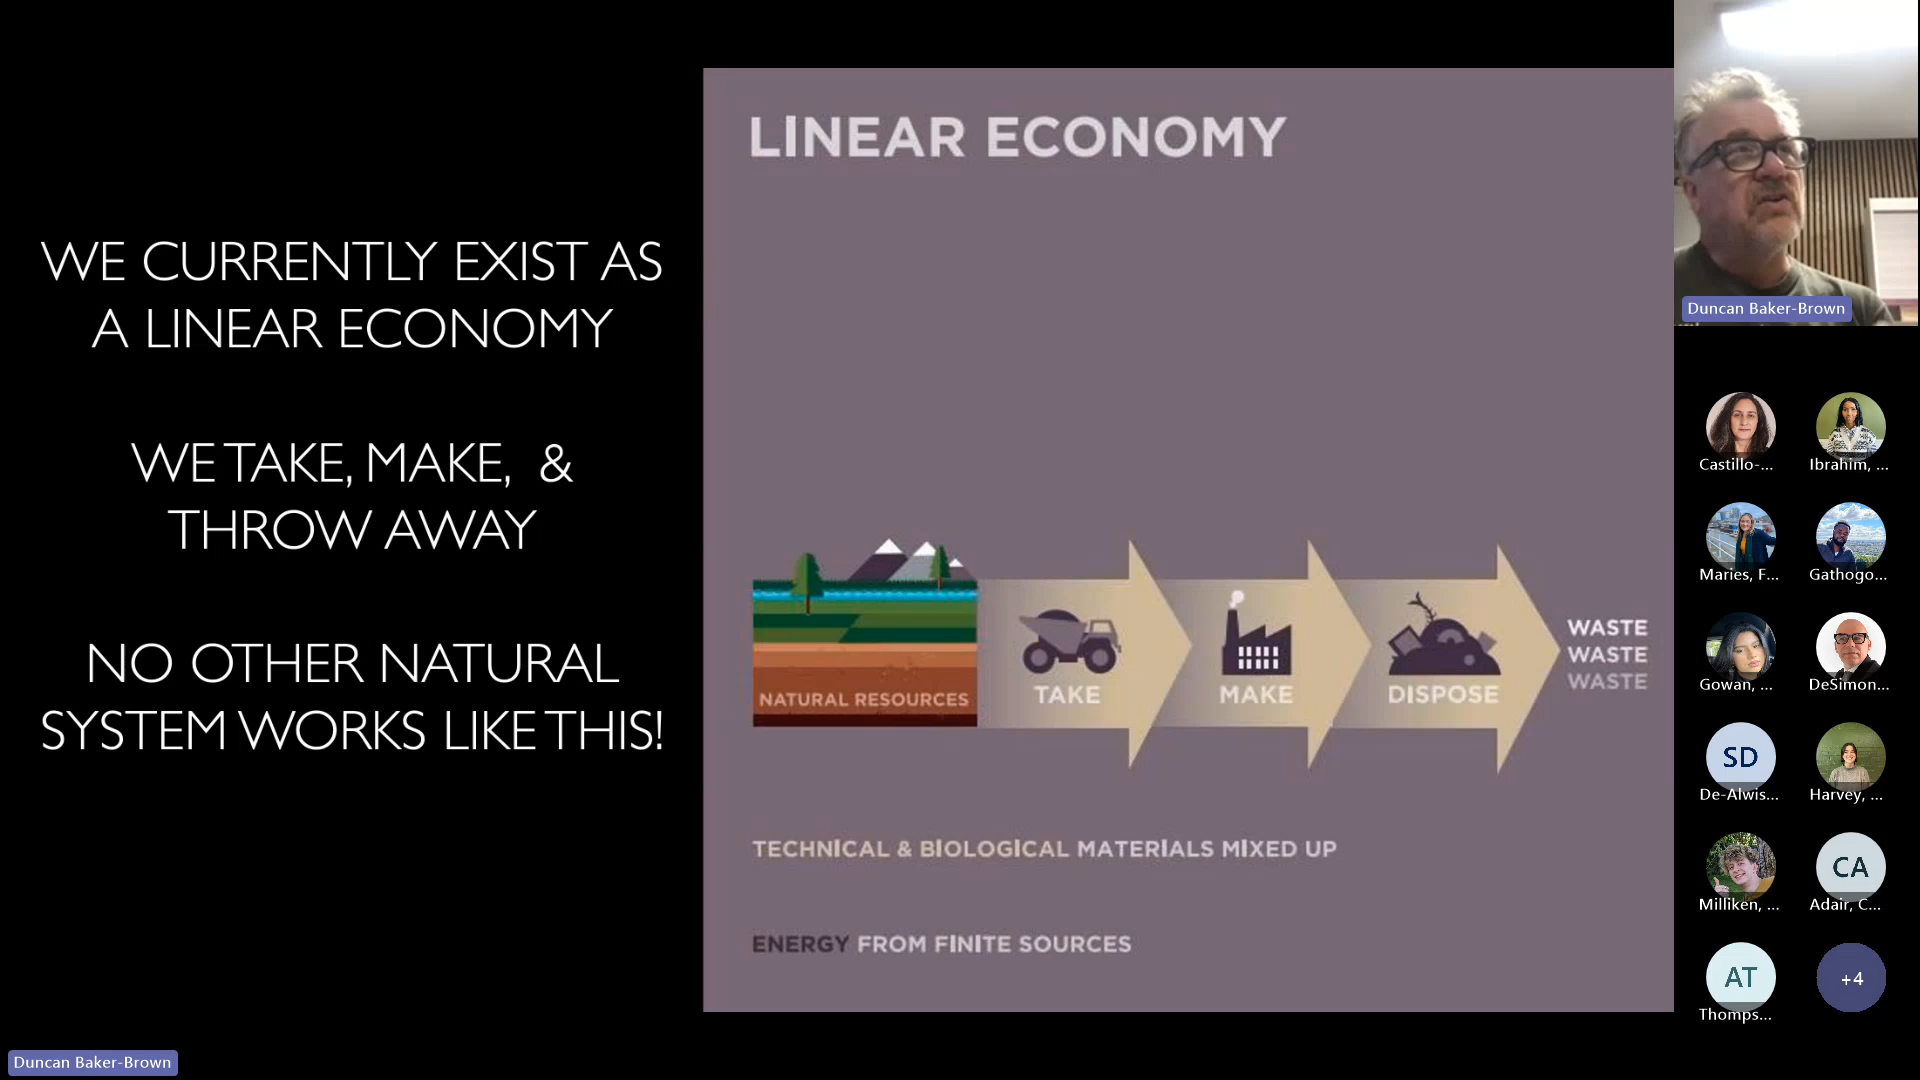 WE CURRENTLY EXIST AS
A LINEAR ECONOMY
WE TAKE, MAKE, &
THROW AWAY
NO OTHER NATURAL
SYSTEM WORKS LIKE THIS!
LINEAR ECONOMY
NATURAL RESOURCES
TAKE
MAKE
DISPOSE
WASTE
WASTE
WASTE
TECHNICAL & BIOLOGICAL MATERIALS MIXED UP
ENERGY FROM FINITE SOURCES
Duncan Baker-Brown
Castillo-...
Ibrahim, ...
Maries, F...
Gathogo...
Gowan, ...
DeSimon...
SD
De-Alwis...
Harvey, ...
Milliken, ...
CA
Adair, C...
AT
Thomps...
+4
Duncan Baker-Brown